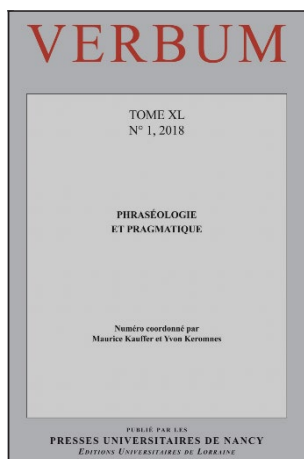 VERBUM
TOME XL
N° 1, 2018
PHRASÉOLOGIE
ET PRAGMATIQUE
Numéro coordonné par
Maurice Kauffer et Yvon Keromnes
PUBLIÉ PAR LES
PRESSES UNIVERSITAIRES DE NANCY
EDITIONS UNIVERSITAIRES DE LORRAINE